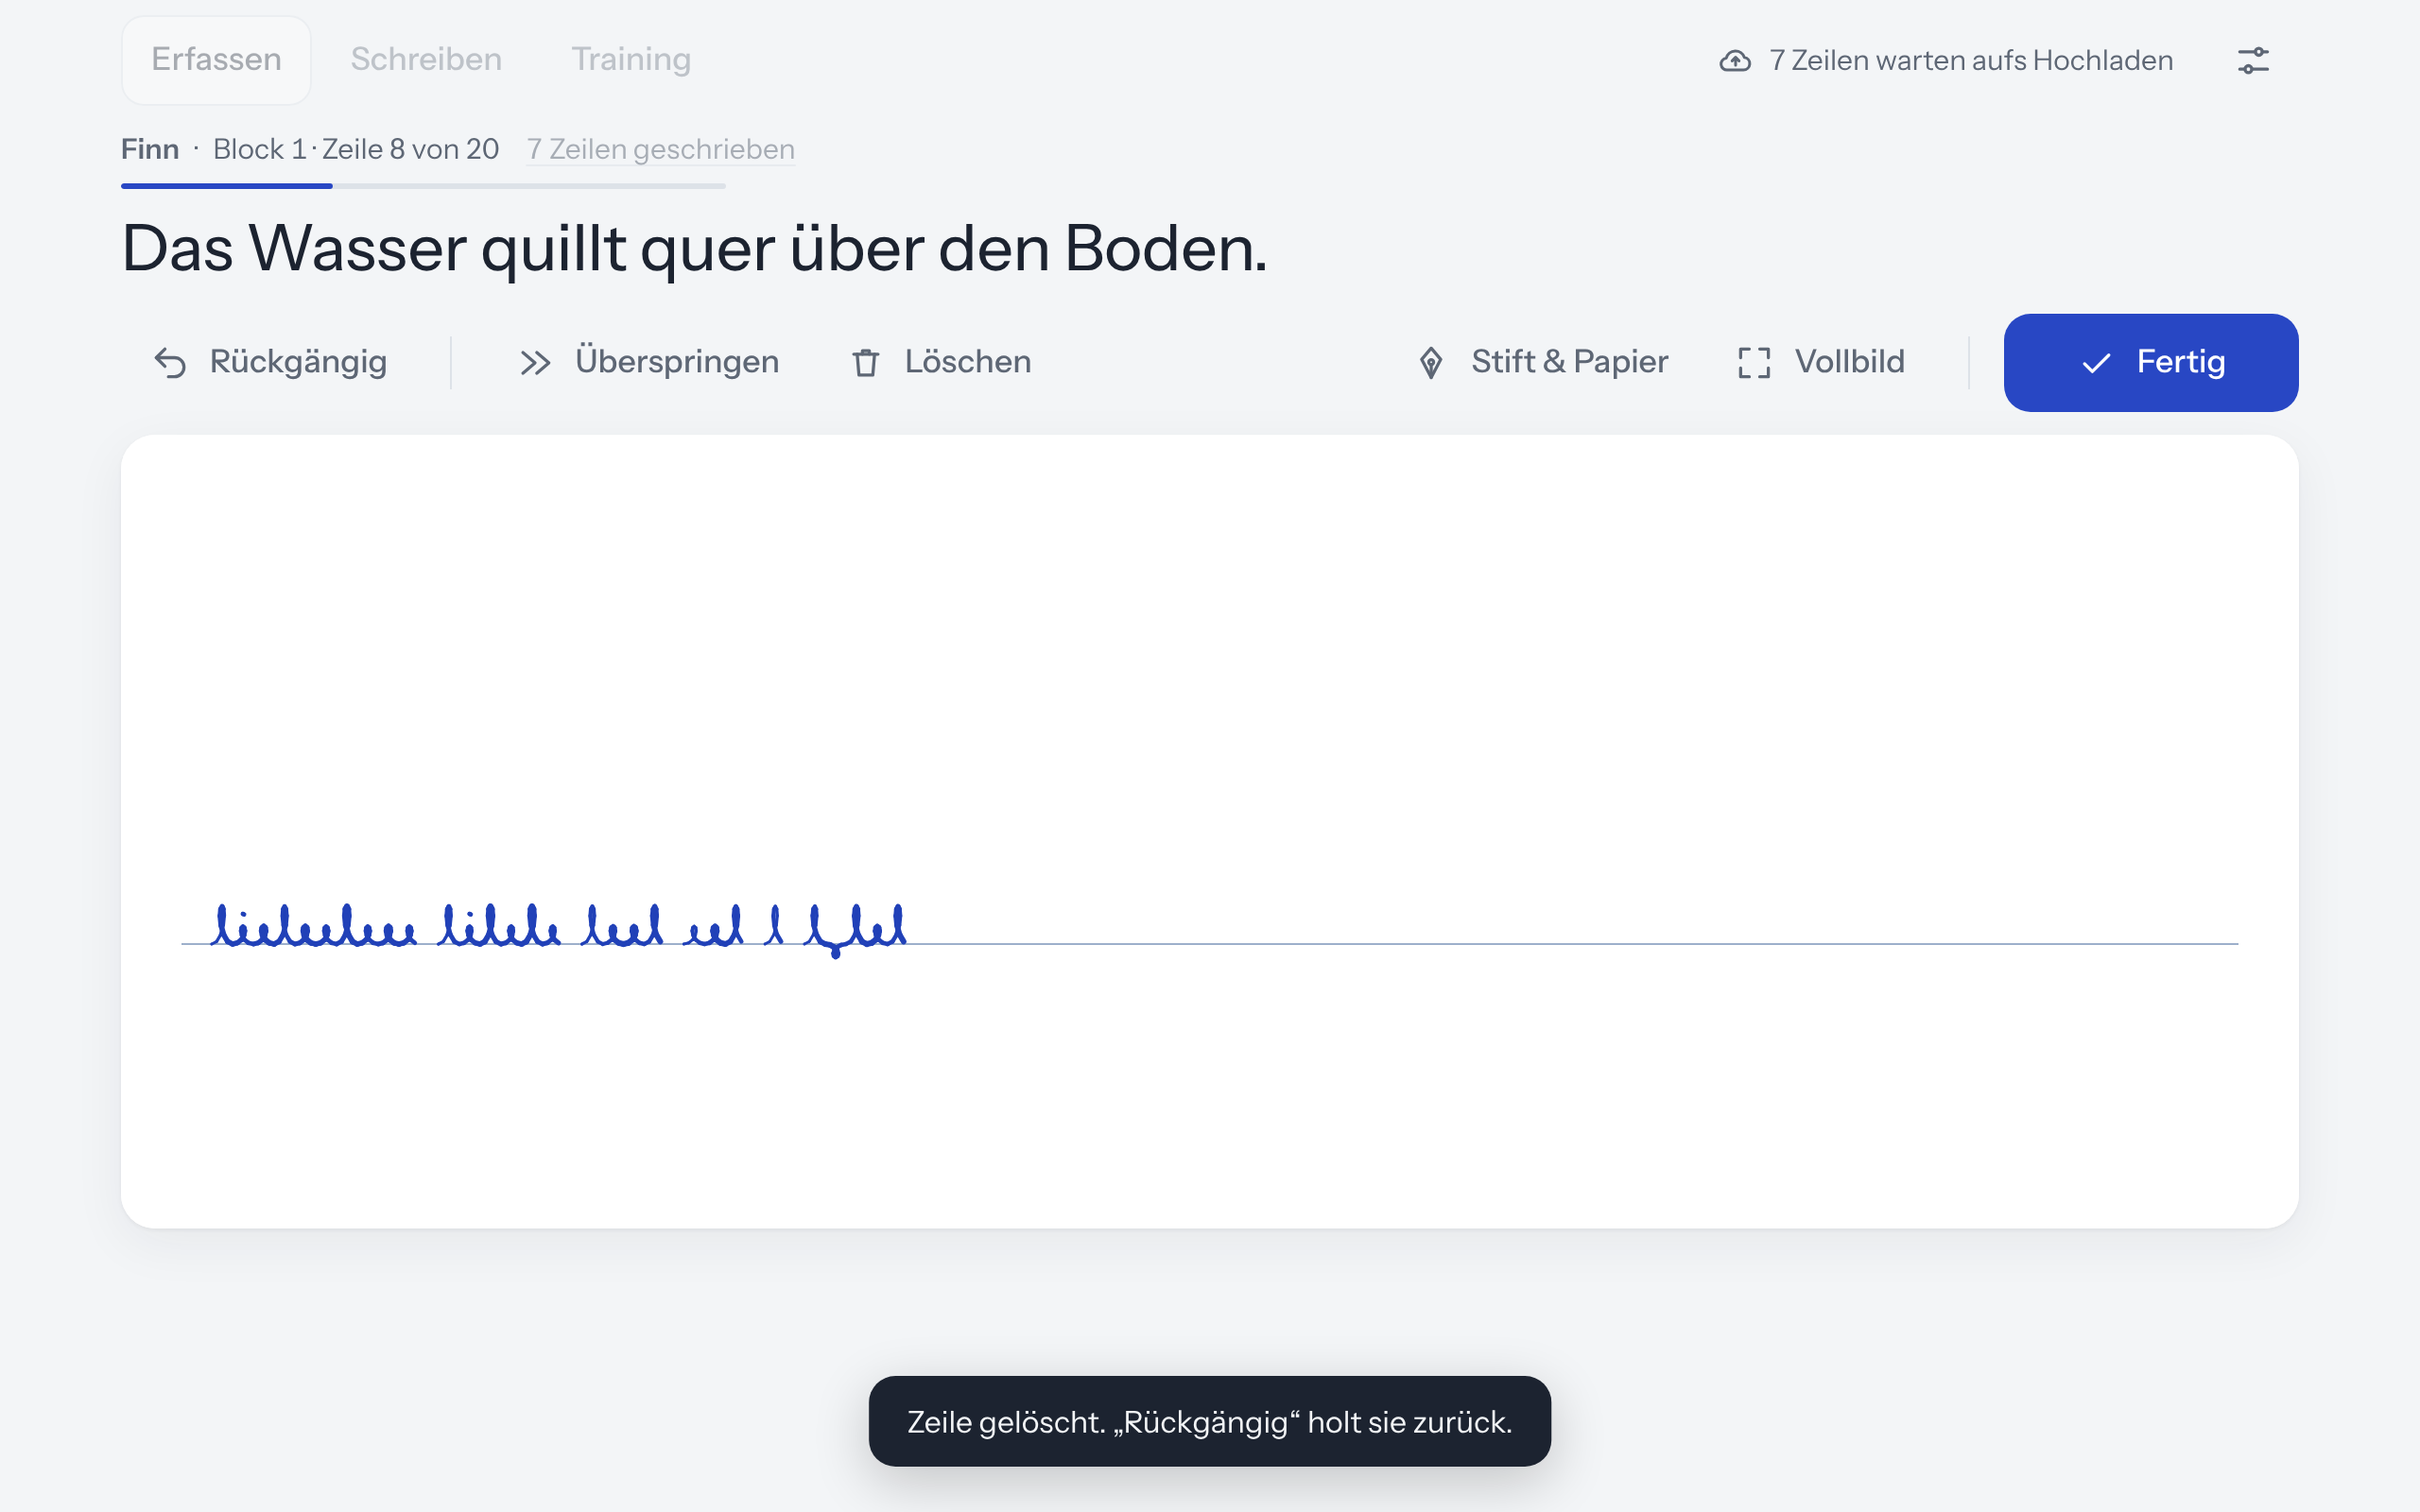 Erfassen Schreiben Training 7 Zeilen warten aufs Hochladen
Finn · Block 1 · Zeile 8 von 20 7 Zeilen geschrieben
Das Wasser quillt quer über den Boden.
Rückgängig Überspringen Löschen Stift & Papier Vollbild Fertig
Zeile gelöscht. „Rückgängig“ holt sie zurück.